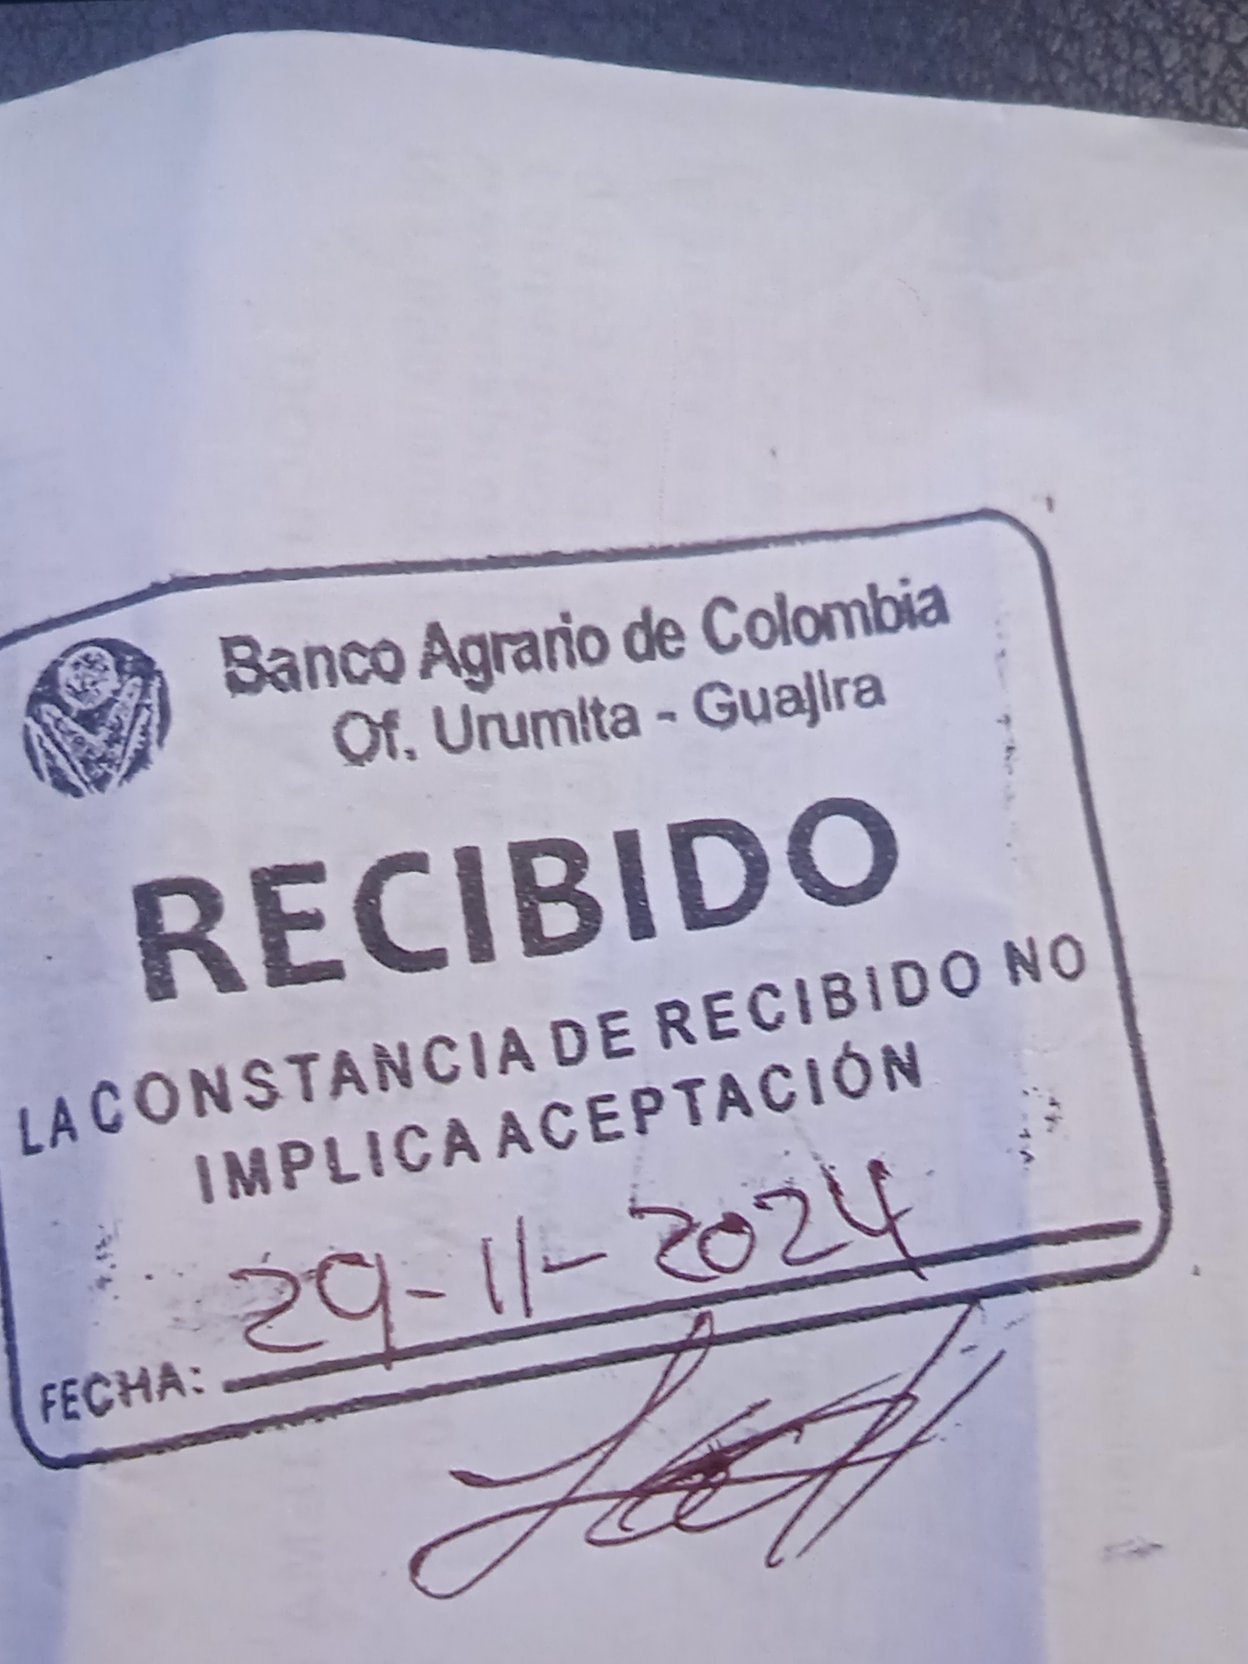 Banco Agrario de Colombia
Of. Urumita - Guajira
RECIBIDO
LA CONSTANCIA DE RECIBIDO NO
IMPLICA ACEPTACIÓN
FECHA: 29-11-2024